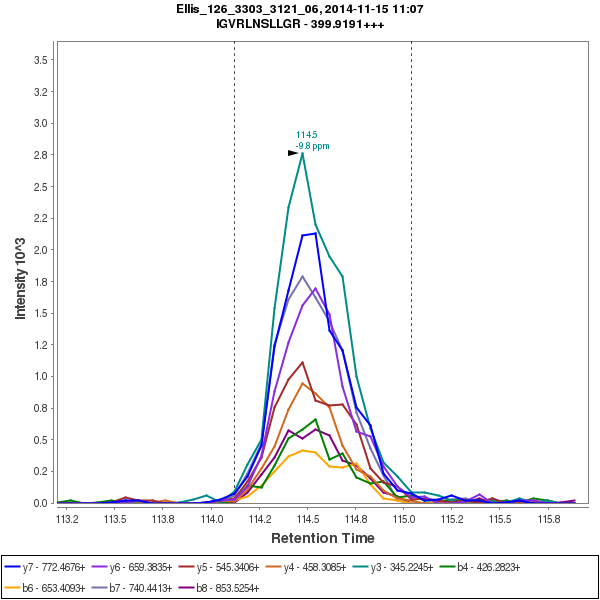 Ellis_126_3303_3121_06, 2014-11-15 11:07
IGVRLNSLLGR - 399.9191+++
114.5
-9.8 ppm
Intensity 10^3
3.5
3.2
3.0
2.8
2.5
2.2
2.0
1.8
1.5
1.2
1.0
0.8
0.5
0.2
0.0
113.2 113.5 113.8 114.0 114.2 114.5 114.8 115.0 115.2 115.5 115.8
Retention Time
y7 - 772.4676+ y6 - 659.3835+ y5 - 545.3406+ y4 - 458.3085+ y3 - 345.2245+ b4 - 426.2823+
b6 - 653.4093+ b7 - 740.4413+ b8 - 853.5254+